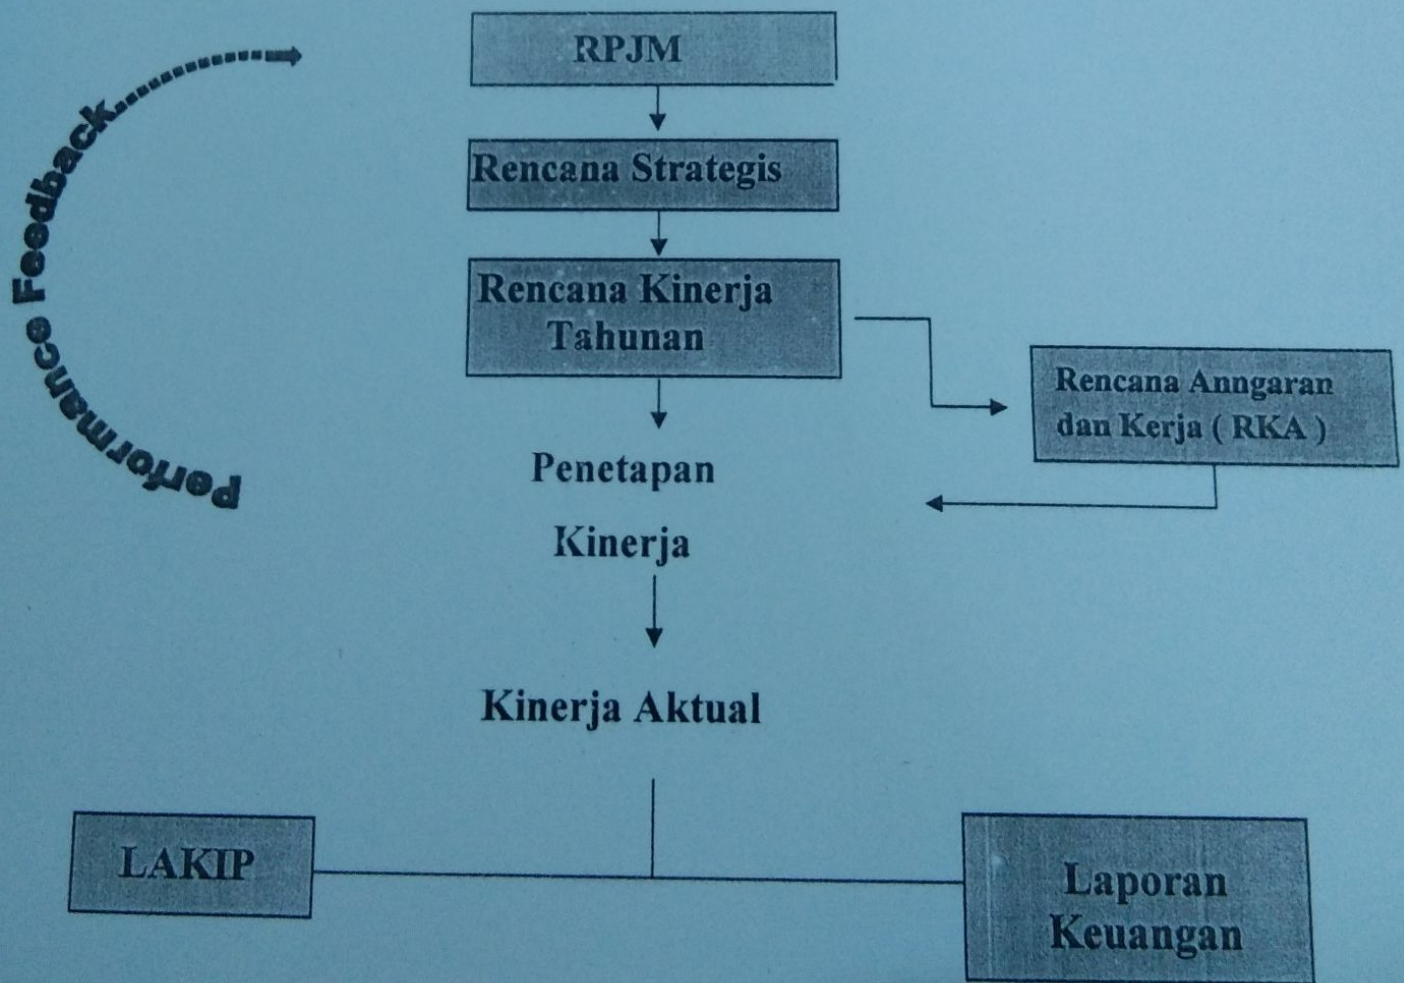 RPJM
Rencana Strategis
Rencana Kinerja
Tahunan
Rencana Anngaran
dan Kerja ( RKA )
Penetapan
Kinerja
Kinerja Aktual
LAKIP
Laporan
Keuangan
Performance Feedback